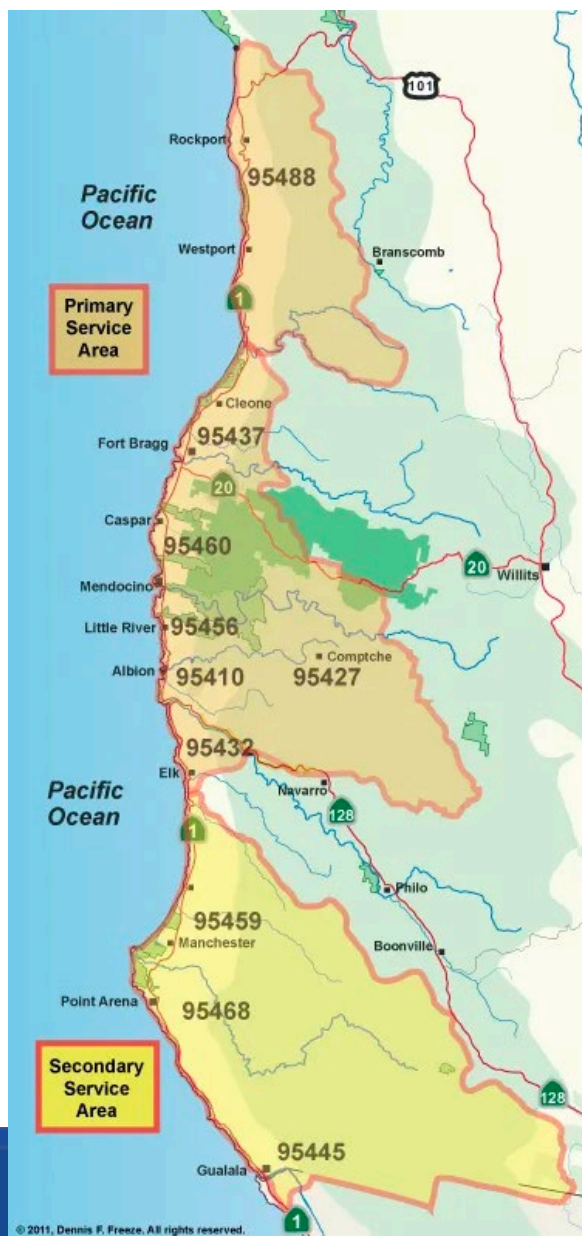 101
Rockport
95488
Pacific
Ocean
Westport
Branscomb
1
Primary
Service
Area
Cleone
Fort Bragg
95437
20
Caspar
95460
20
Willits
Mendocino
Little River
95456
Comptche
Albion
95410
95427
95432
Elk
Navarro
Pacific
Ocean
128
1
Philo
95459
Manchester
Boonville
Point Arena
95468
Secondary
Service
Area
128
95445
Gualala
1
© 2011, Dennis F. Freeze. All rights reserved.